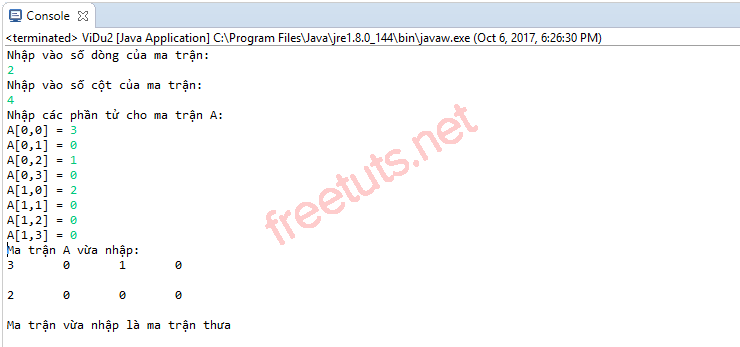 Console
<terminated> ViDu2 [Java Application] C:\Program Files\Java\jre1.8.0_144\bin\javaw.exe (Oct 6, 2017, 6:26:30 PM)
Nhập vào số dòng của ma trận:
2
Nhập vào số cột của ma trận:
4
Nhập các phần tử cho ma trận A:
A[0,0] = 3
A[0,1] = 0
A[0,2] = 1
A[0,3] = 0
A[1,0] = 2
A[1,1] = 0
A[1,2] = 0
A[1,3] = 0
Ma trận A vừa nhập:
3 0 1 0
2 0 0 0
Ma trận vừa nhập là ma trận thưa
freetuts.net